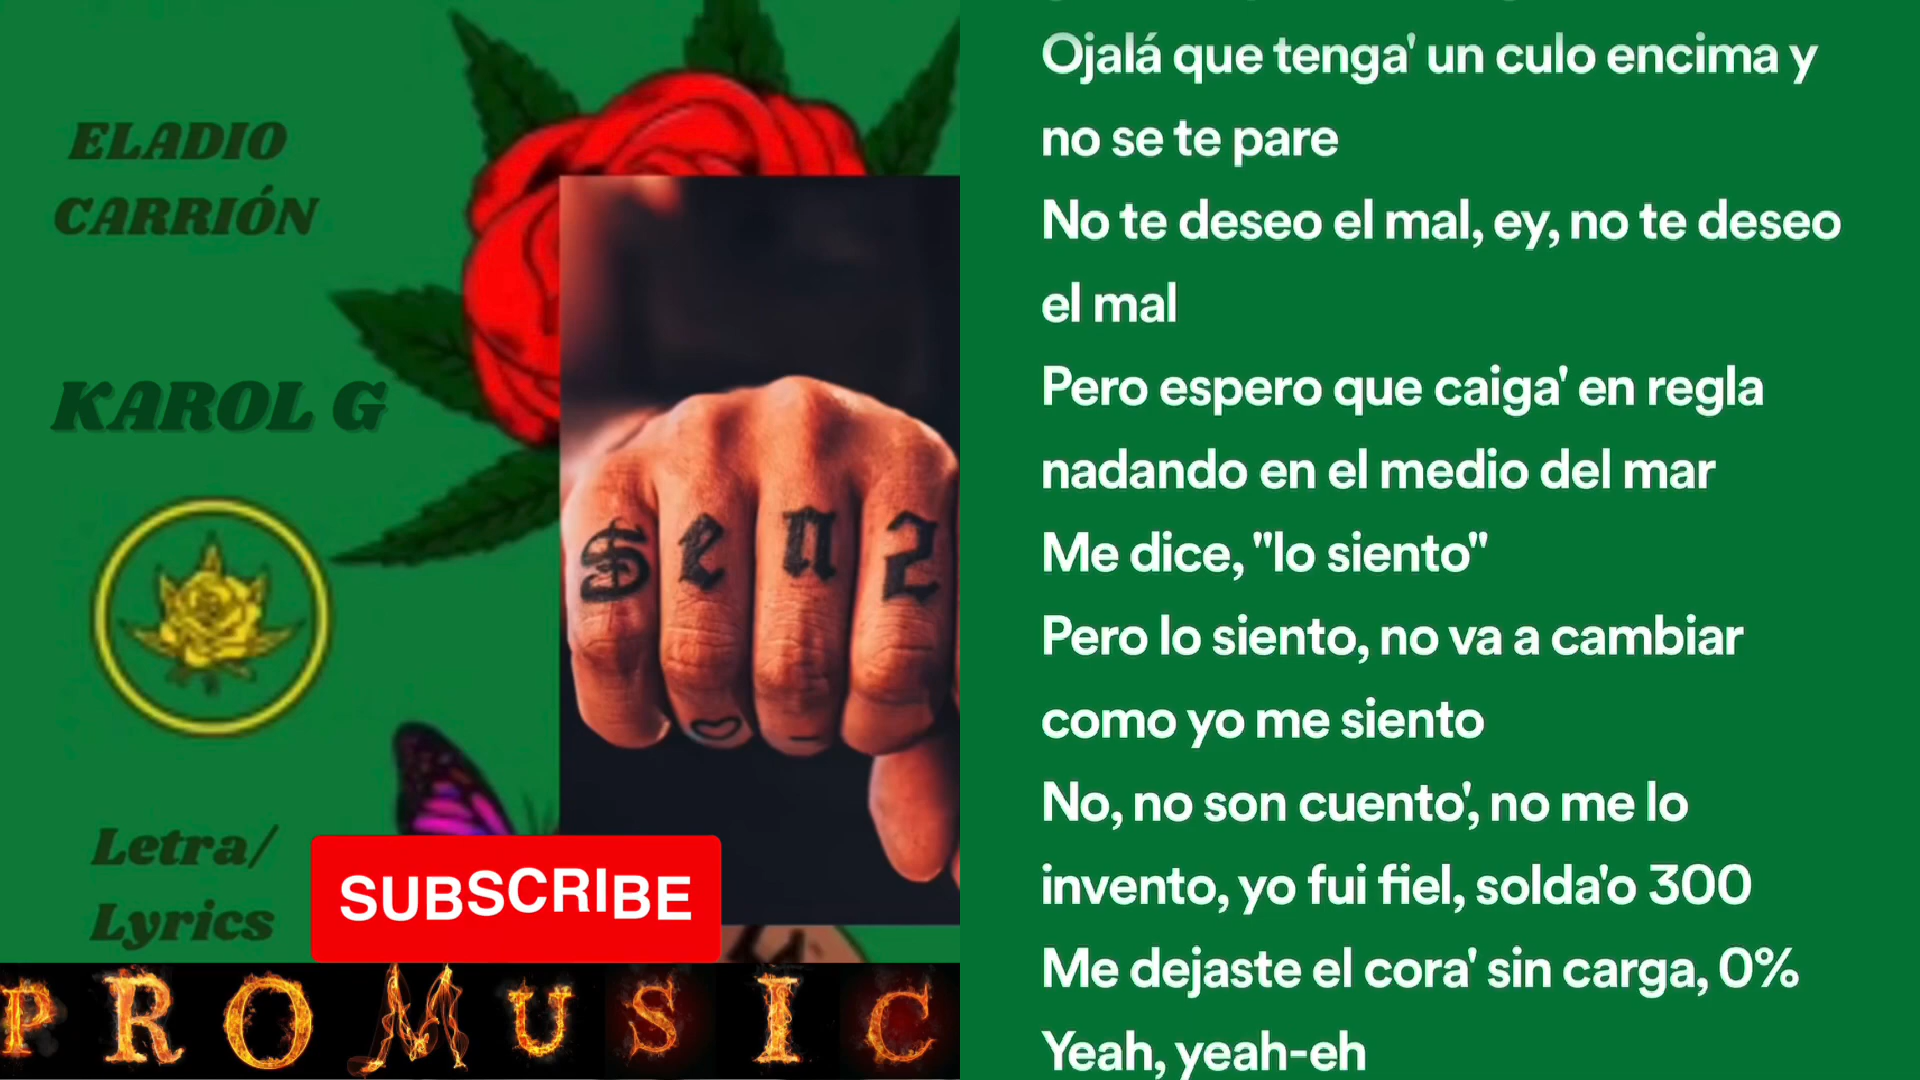 ELADIO
CARRIÓN
KAROL G
Letra/
Lyrics
SUBSCRIBE
PROMUSIC
Sen2
Ojalá que tenga' un culo encima y
no se te pare
No te deseo el mal, ey, no te deseo
el mal
Pero espero que caiga' en regla
nadando en el medio del mar
Me dice, "lo siento"
Pero lo siento, no va a cambiar
como yo me siento
No, no son cuento', no me lo
invento, yo fui fiel, solda'o 300
Me dejaste el cora' sin carga, 0%
Yeah, yeah-eh